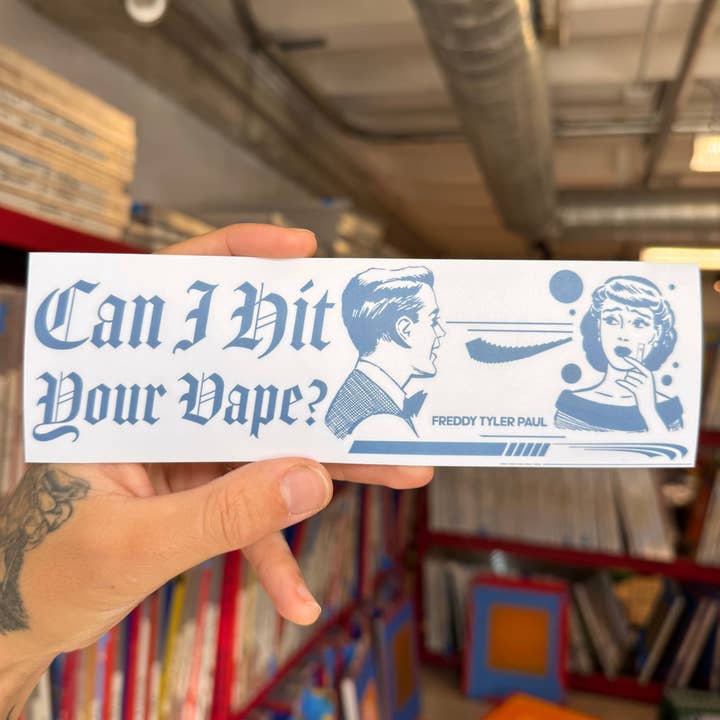 Can I Hit
Your Vape?
FREDDY TYLER PAUL